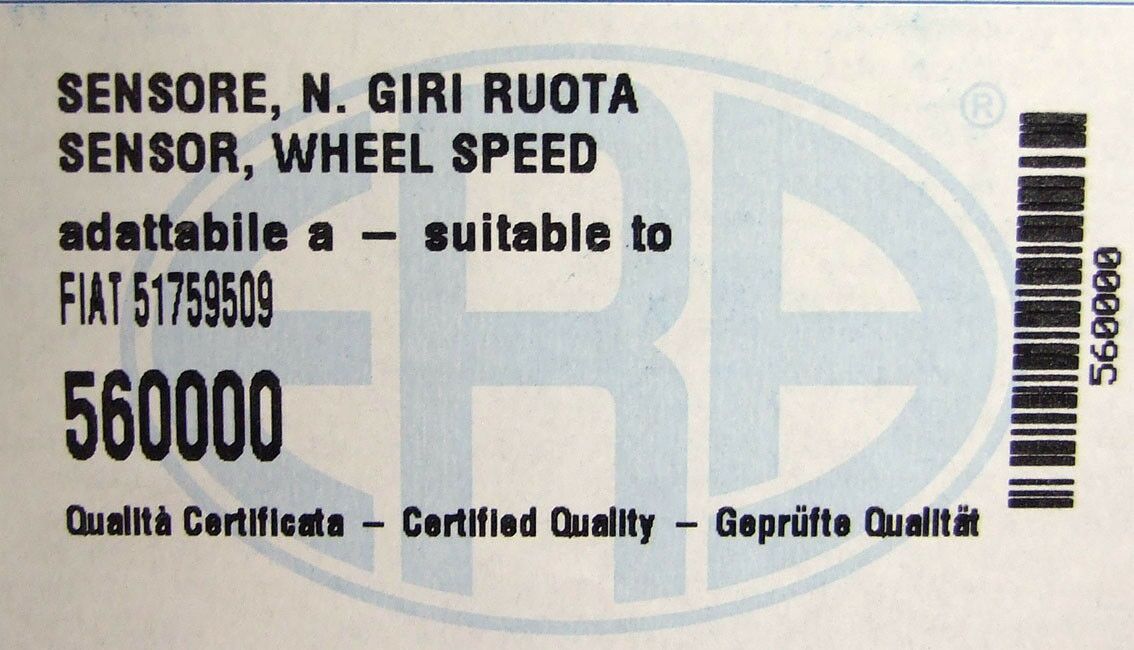 SENSORE, N. GIRI RUOTA
SENSOR, WHEEL SPEED
adattabile a – suitable to
FIAT 51759509
560000
Qualità Certificata – Certified Quality – Geprüfte Qualität
ERA
®
560000